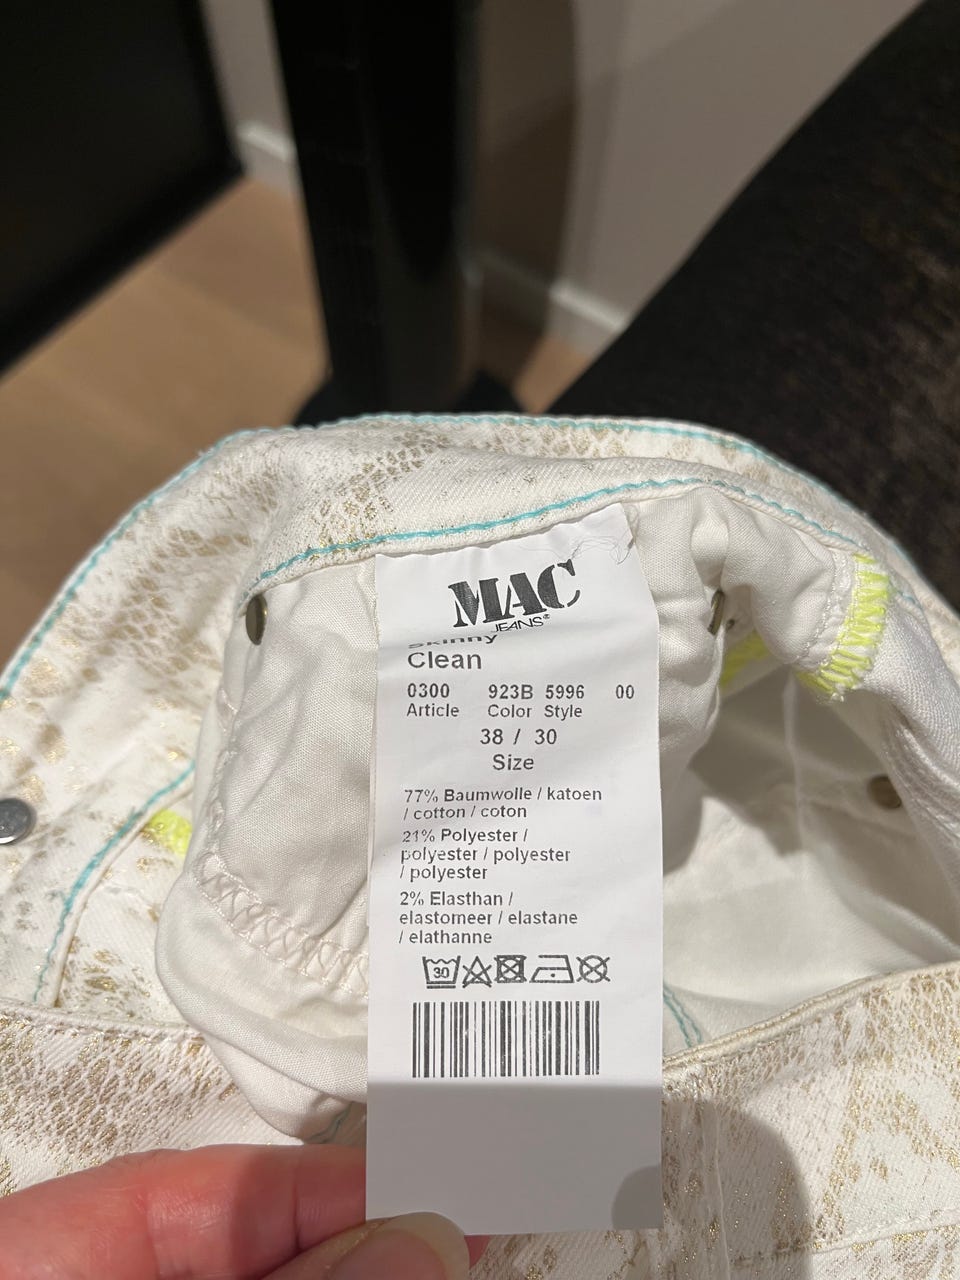 MAC
JEANS®
Skinny
Clean
0300 923B 5996 00
Article Color Style
38 / 30
Size
77% Baumwolle / katoen
/ cotton / coton
21% Polyester /
polyester / polyester
/ polyester
2% Elasthan /
elastomeer / elastane
/ elathanne
30